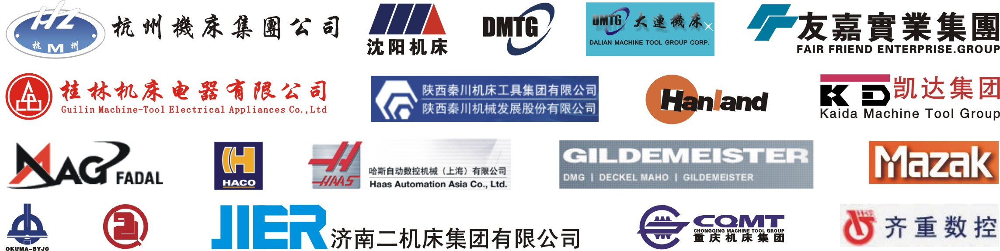 HZ
杭 M 州
杭州機床集團公司
沈阳机床
DMTG
DMTG 大連機床
DALIAN MACHINE TOOL GROUP CORP.
友嘉實業集團
FAIR FRIEND ENTERPRISE.GROUP
桂林机床电器有限公司
Guilin Machine-Tool Electrical Appliances Co.,Ltd
陕西秦川机床工具集团有限公司
陕西秦川机械发展股份有限公司
Hanland
KD 凯达集团
Kaida Machine Tool Group
MAG FADAL
H
HACO
HAAS
哈斯自动数控机械（上海）有限公司
Haas Automation Asia Co., Ltd.
GILDEMEISTER
DMG | DECKEL MAHO | GILDEMEISTER
Mazak
OKUMA-BYJC
JIER 济南二机床集团有限公司
CQMT
CHONGQING MACHINE TOOL GROUP
重庆机床集团
齐重数控